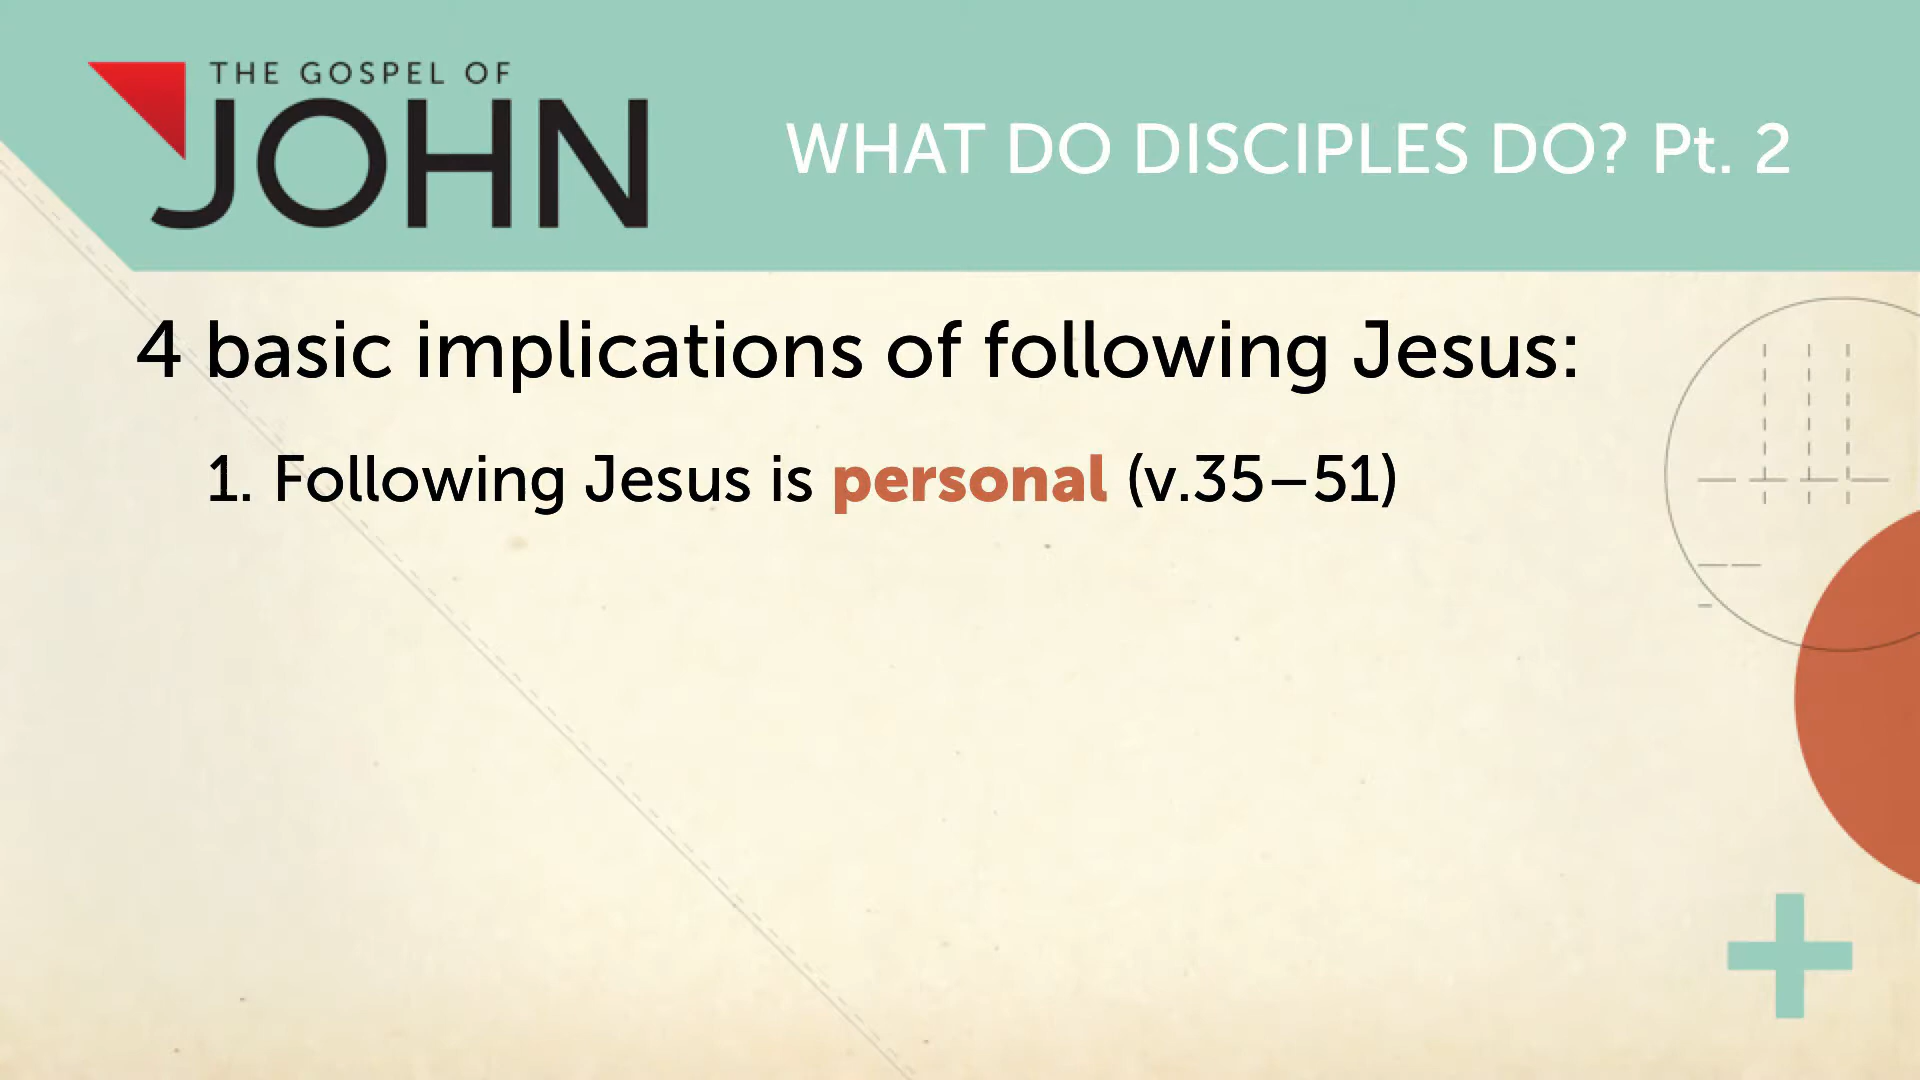 THE GOSPEL OF
JOHN
WHAT DO DISCIPLES DO? Pt. 2
4 basic implications of following Jesus:
1. Following Jesus is personal (v.35–51)